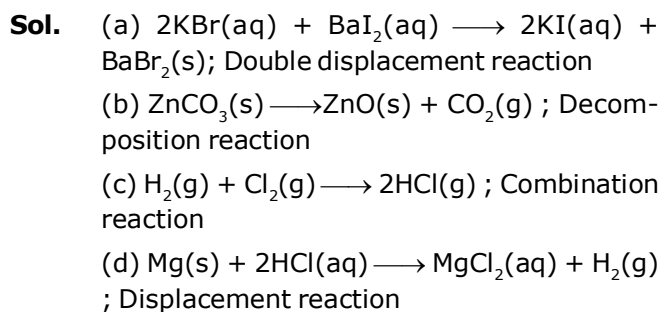 Sol. (a) 2KBr(aq) + BaI₂(aq) ⟶ 2KI(aq) +
BaBr₂(s); Double displacement reaction
(b) ZnCO₃(s)⟶ZnO(s) + CO₂(g) ; Decom-
position reaction
(c) H₂(g) + Cl₂(g)⟶ 2HCl(g) ; Combination
reaction
(d) Mg(s) + 2HCl(aq)⟶MgCl₂(aq) + H₂(g)
; Displacement reaction